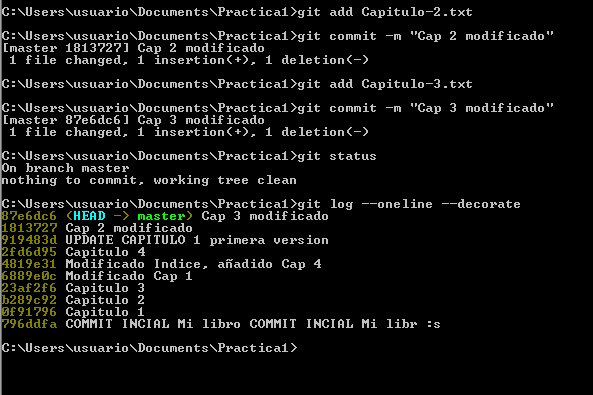 C:\Users\usuario\Documents\Practica1>git add Capitulo-2.txt
C:\Users\usuario\Documents\Practica1>git commit -m "Cap 2 modificado"
[master 1813727] Cap 2 modificado
 1 file changed, 1 insertion(+), 1 deletion(-)
C:\Users\usuario\Documents\Practica1>git add Capitulo-3.txt
C:\Users\usuario\Documents\Practica1>git commit -m "Cap 3 modificado"
[master 87e6dc6] Cap 3 modificado
 1 file changed, 1 insertion(+), 1 deletion(-)
C:\Users\usuario\Documents\Practica1>git status
On branch master
nothing to commit, working tree clean
C:\Users\usuario\Documents\Practica1>git log --oneline --decorate
87e6dc6 (HEAD -> master) Cap 3 modificado
1813727 Cap 2 modificado
919483d UPDATE CAPITULO 1 primera version
2fd6d95 Capitulo 4
4819e31 Modificado Indice, añadido Cap 4
6889e0c Modificado Cap 1
23af2f6 Capitulo 3
b289c92 Capitulo 2
0f91796 Capitulo 1
796ddfa COMMIT INCIAL Mi libro COMMIT INCIAL Mi libr :s
C:\Users\usuario\Documents\Practica1>